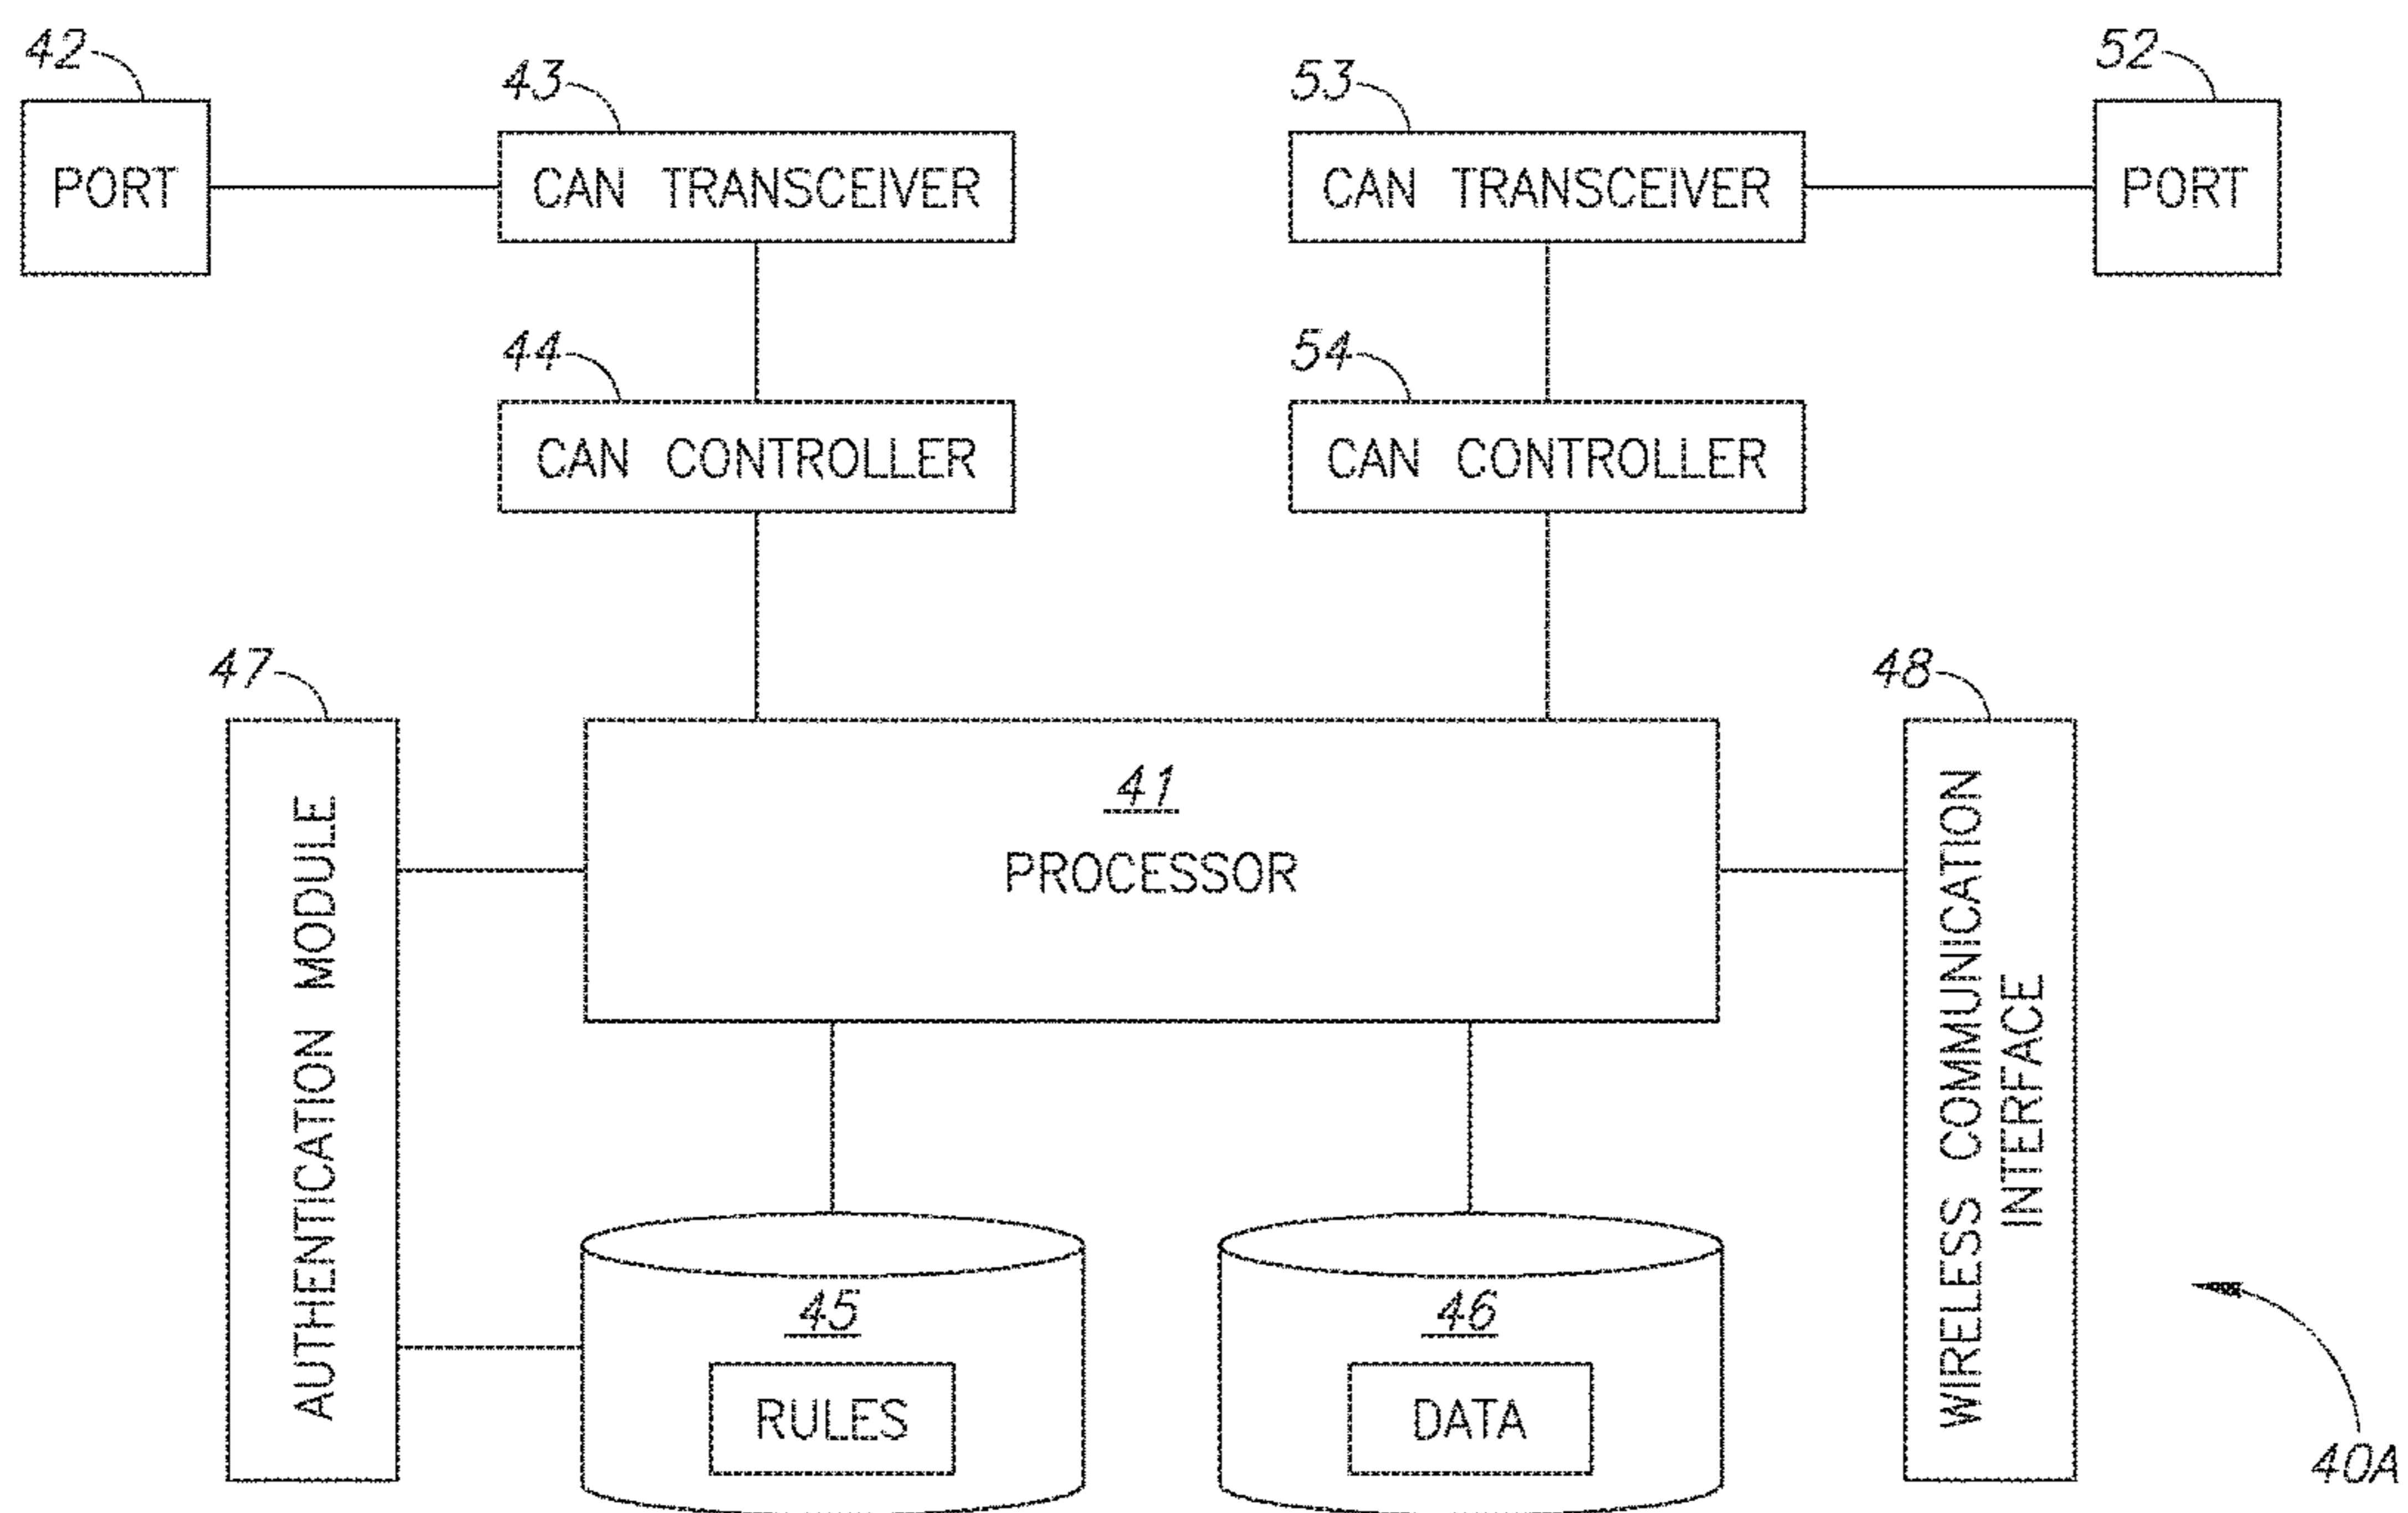 42
43
53
52
PORT
CAN TRANSCEIVER
CAN TRANSCEIVER
PORT
44
54
CAN CONTROLLER
CAN CONTROLLER
47
48
41
PROCESSOR
AUTHENTICATION MODULE
WIRELESS COMMUNICATION
INTERFACE
45
46
RULES
DATA
40A